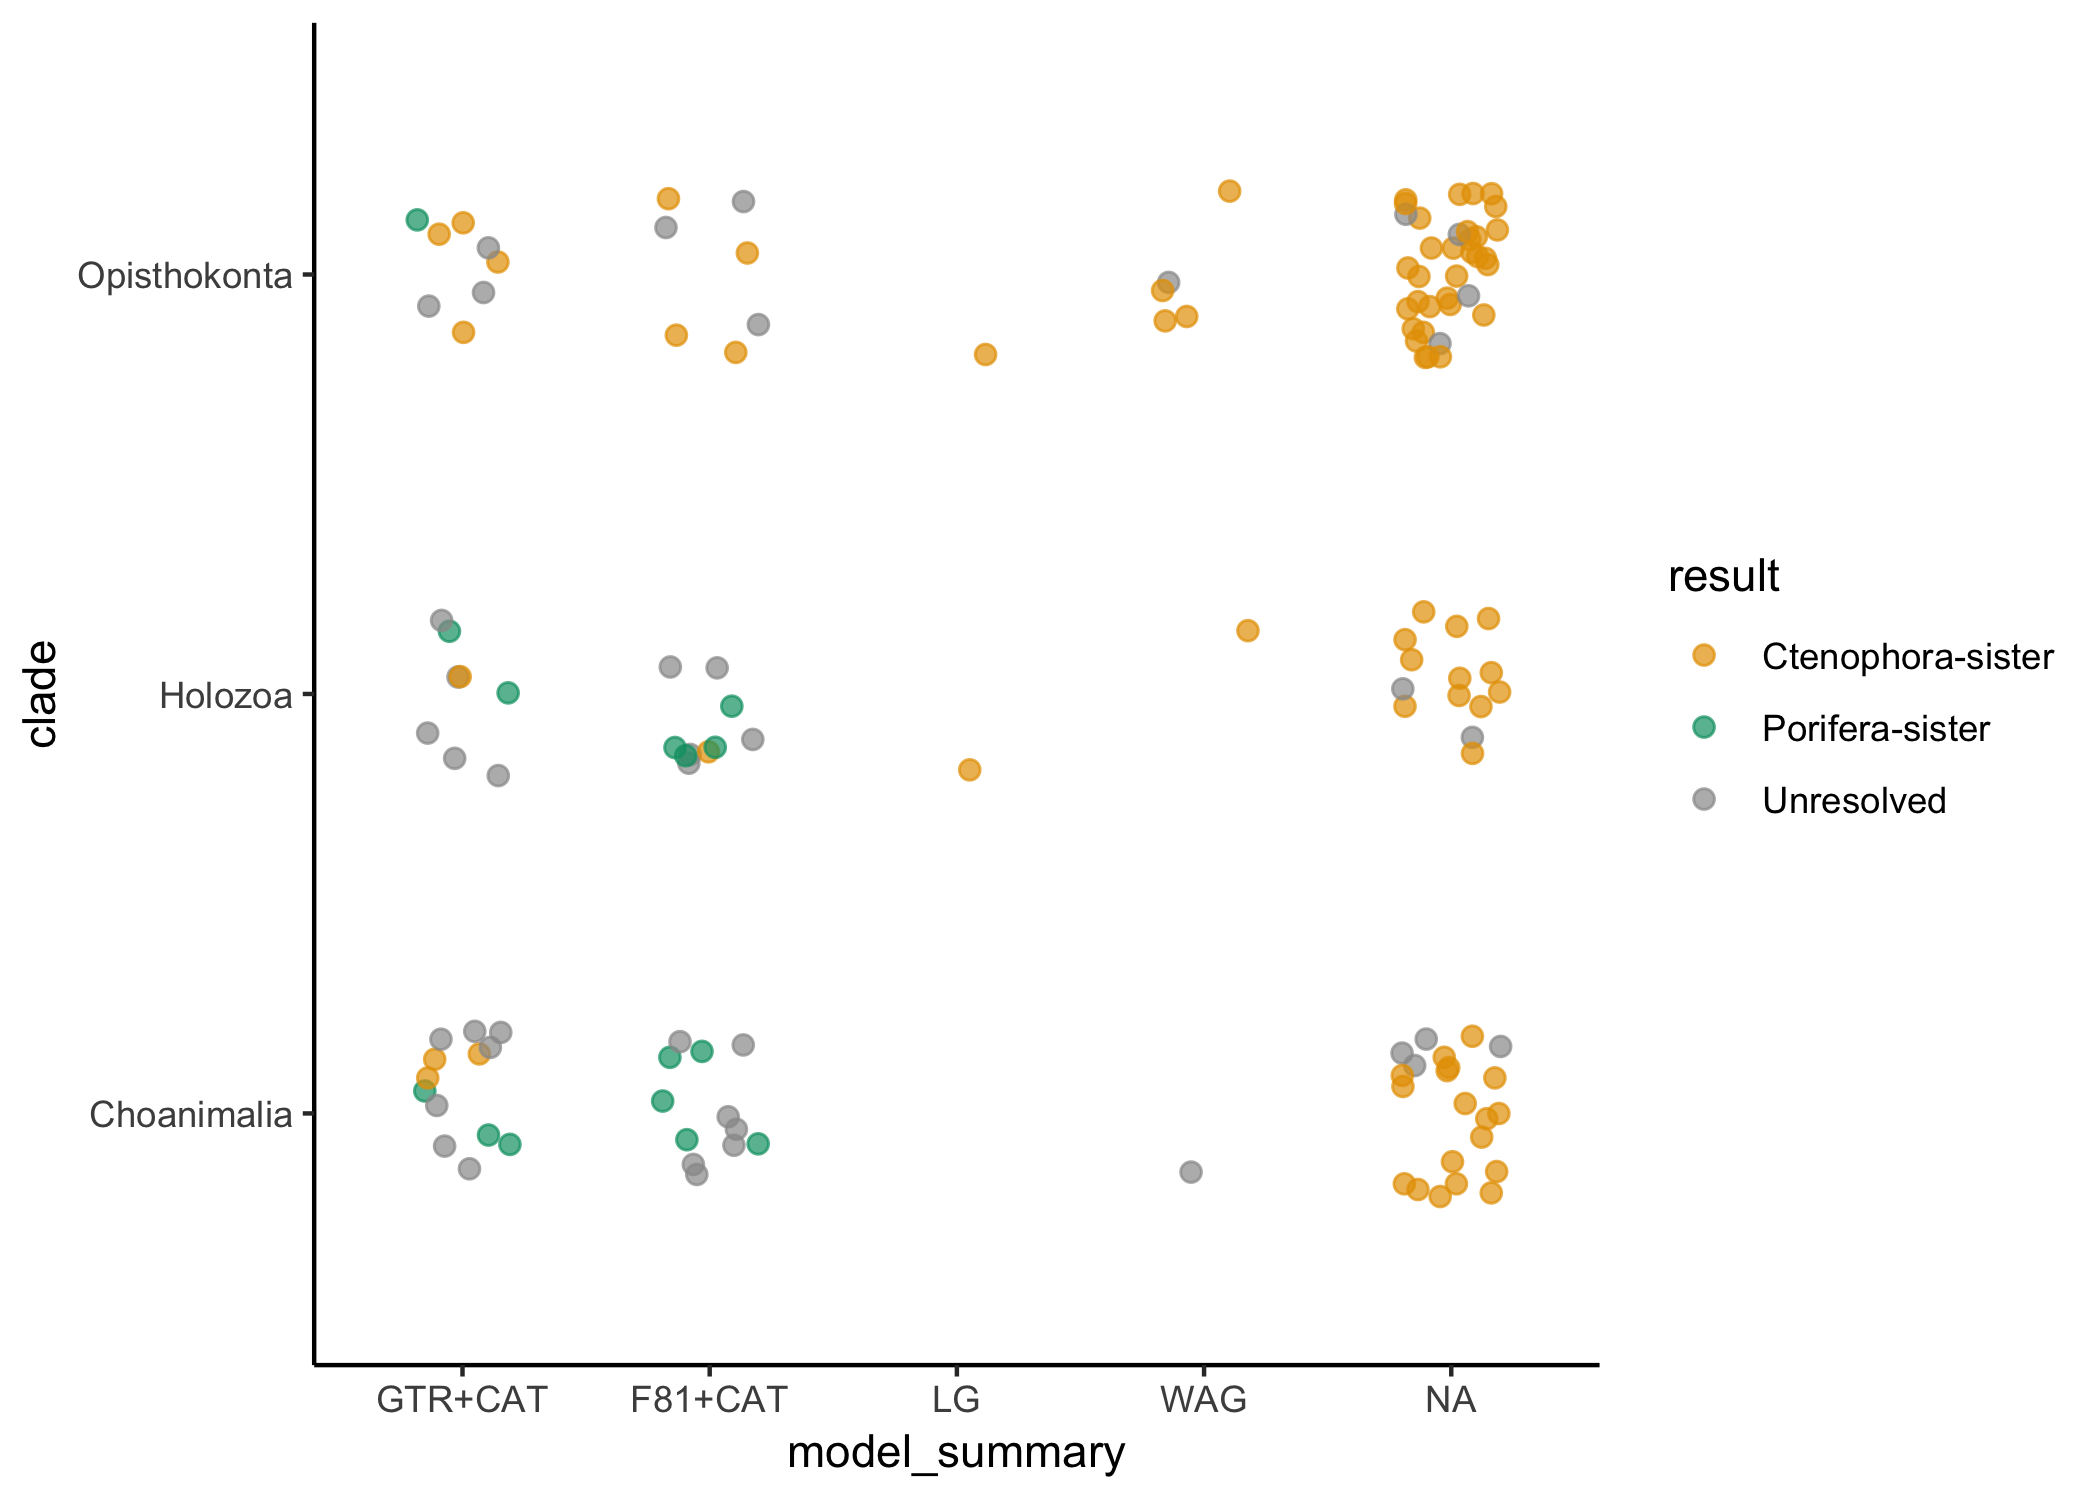 clade
Opisthokonta
Holozoa
Choanimalia
GTR+CAT
F81+CAT
LG
WAG
NA
model_summary
result
Ctenophora-sister
Porifera-sister
Unresolved